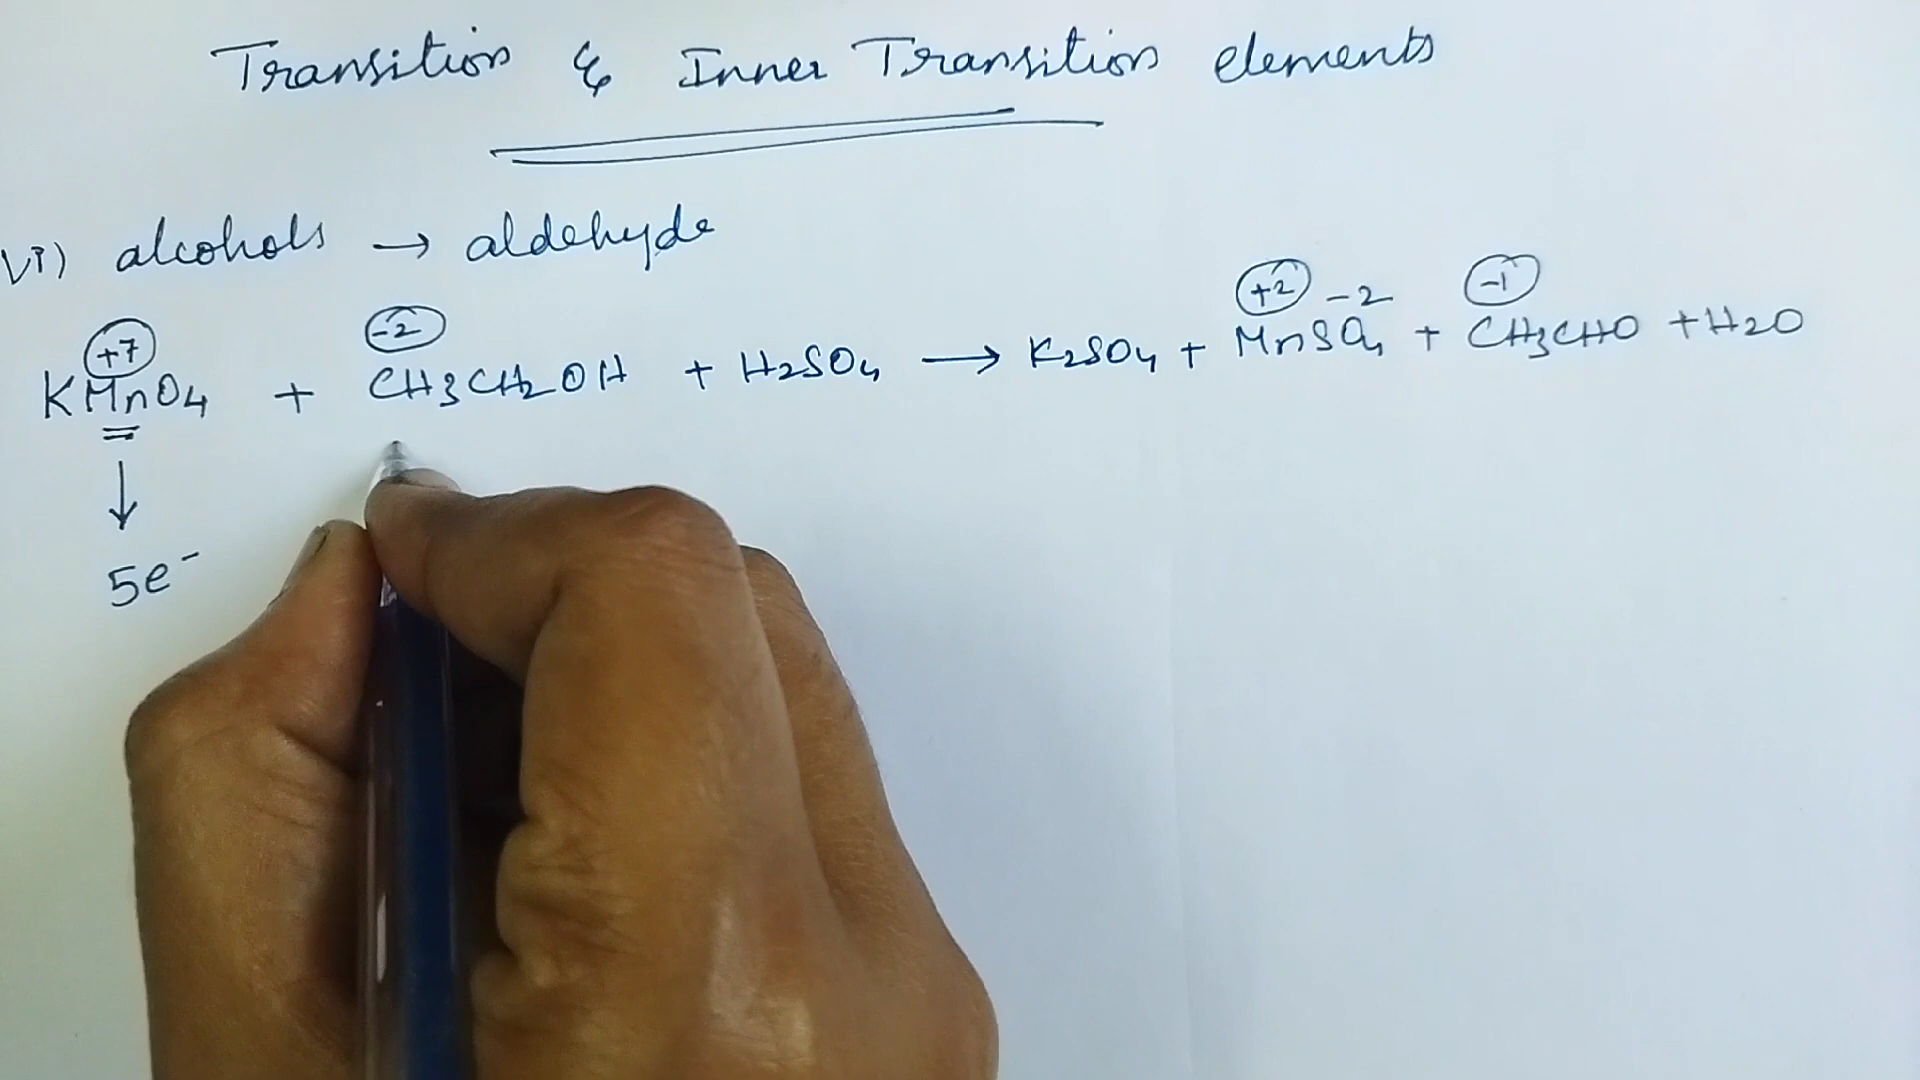 Transition & Inner Transition elements
vi) alcohols → aldehyde
+7 -2 +2 -2 -1
KMnO4 + CH3CH2OH + H2SO4 → K2SO4 + MnSO4 + CH3CHO + H2O
↓
5e⁻